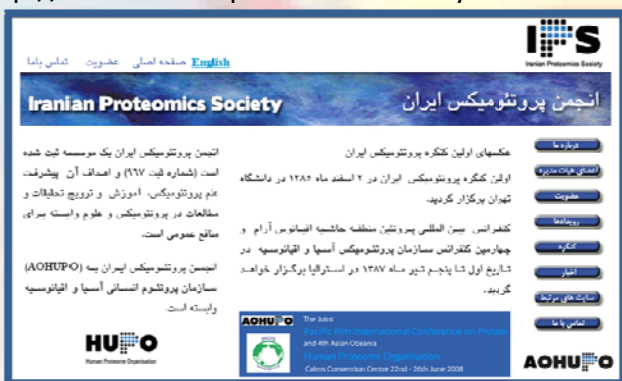 IPS
Iranian Proteomics Society
English صفحه اصلی عضویت تماس باما
Iranian Proteomics Society
انجمن پروتئومیکس ایران
درباره ما
اعضای هیات مدیره
عضویت
رویدادها
کنگره
اخبار
سایت های مرتبط
تماس با ما
عکسهای اولین کنگره پروتئومیکس ایران
اولین کنگره پروتئومیکس ایران در ۲ اسفند ماه ۱۳۸۶ در دانشگاه
تهران برگزار گردید.
کنفرانس بین المللی پروتئین منطقه حاشیه اقیانوس آرام و
چهارمین کنفرانس سازمان پروتئومیکس آسیا و اقیانوسیه در
تاریخ اول تا پنجم تیر ماه ۱۳۸۷ در استرالیا برگزار خواهد
گردید.
انجمن پروتئومیکس ایران یک موسسه ثبت شده
است (شماره ثبت ۹۶۷) و اهداف آن پیشرفت
علم پروتئومیکس، آموزش و ترویج تحقیقات و
مطالعات در پروتئومیکس و علوم وابسته برای
منافع عمومی است.
انجمن پروتئومیکس ایران به (AOHUPO)
سازمان پروتئوم انسانی آسیا و اقیانوسیه
وابسته است.
HUPO
Human Proteome Organisation
AOHUPO
The Joint
Pacific Rim International Conference on Protein
and 4th Asian Oceania
Human Proteome Organisation
Cairns Convention Centre 22nd - 26th June 2008
AOHUPO